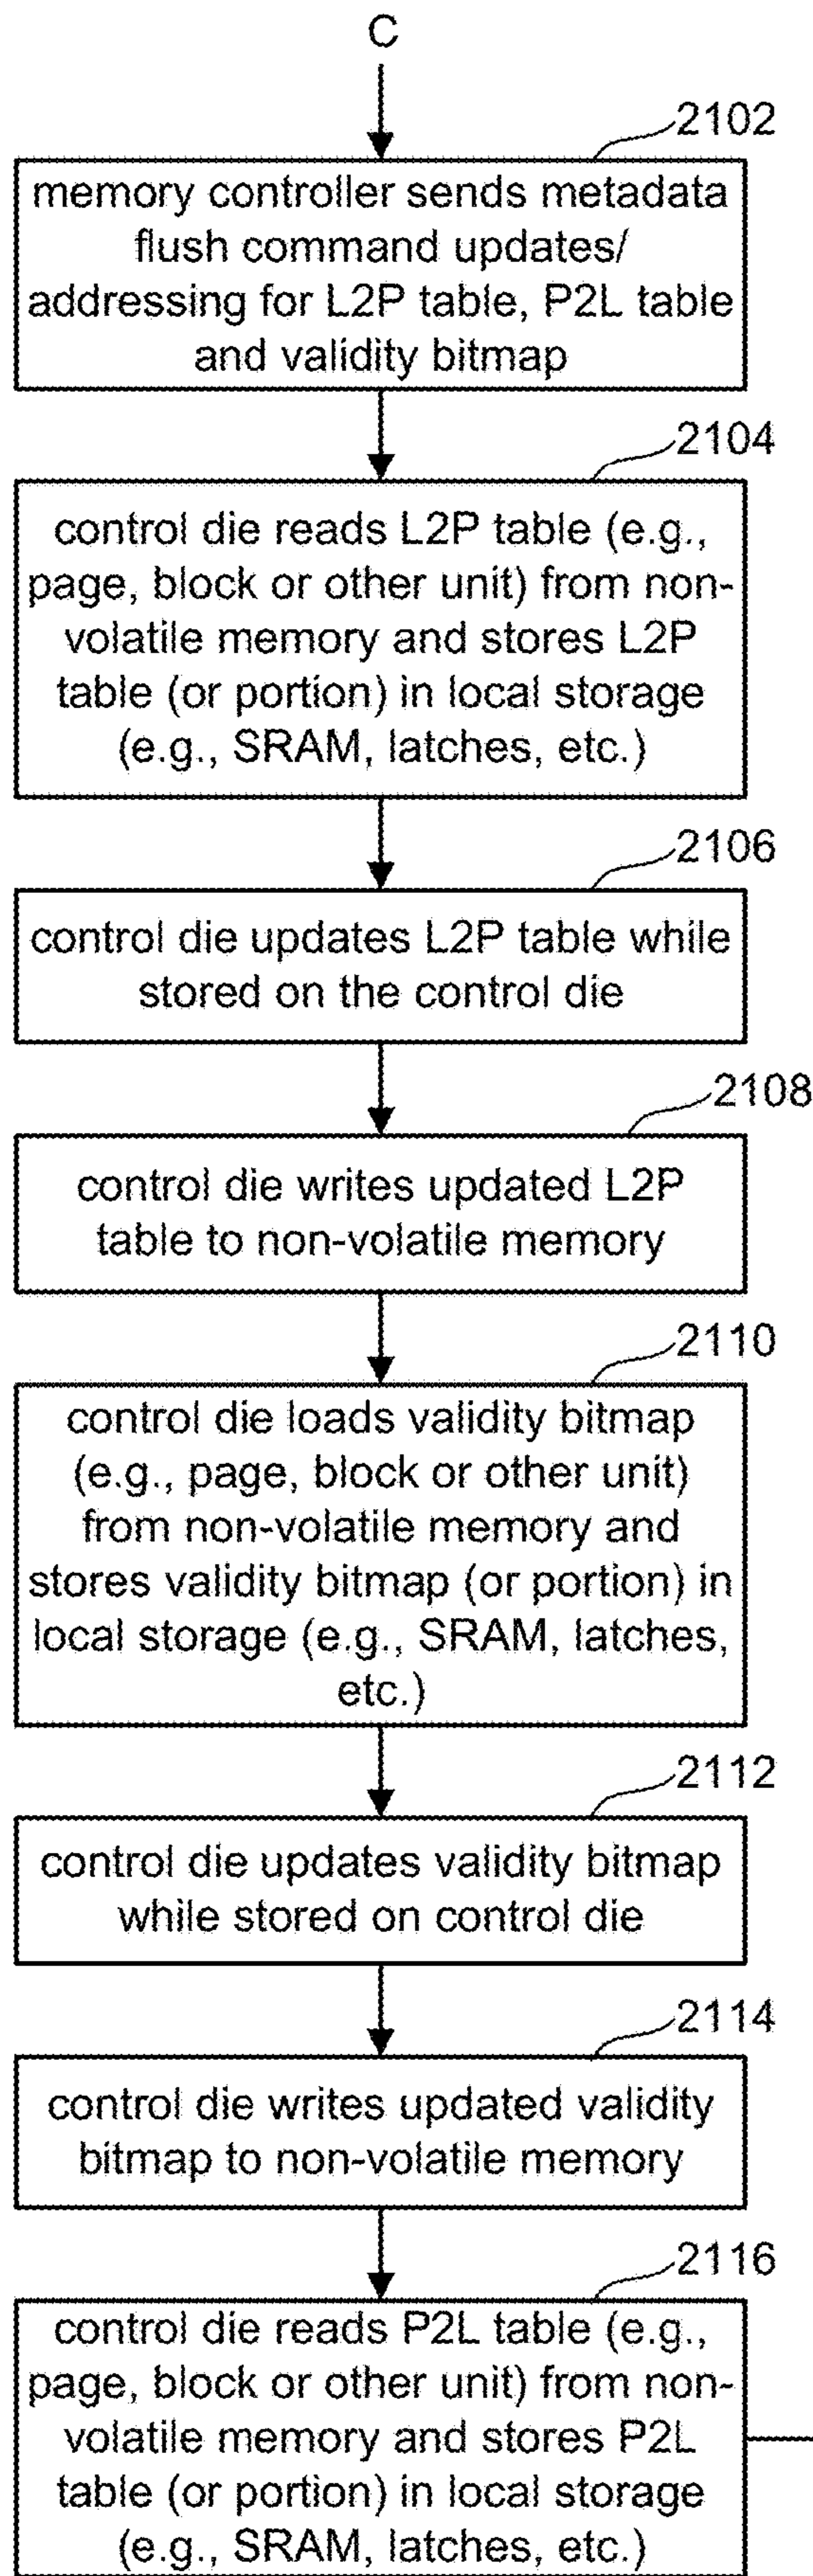 C
2102
memory controller sends metadata
flush command updates/
addressing for L2P table, P2L table
and validity bitmap
2104
control die reads L2P table (e.g.,
page, block or other unit) from non-
volatile memory and stores L2P
table (or portion) in local storage
(e.g., SRAM, latches, etc.)
2106
control die updates L2P table while
stored on the control die
2108
control die writes updated L2P
table to non-volatile memory
2110
control die loads validity bitmap
(e.g., page, block or other unit)
from non-volatile memory and
stores validity bitmap (or portion) in
local storage (e.g., SRAM, latches,
etc.)
2112
control die updates validity bitmap
while stored on control die
2114
control die writes updated validity
bitmap to non-volatile memory
2116
control die reads P2L table (e.g.,
page, block or other unit) from non-
volatile memory and stores P2L
table (or portion) in local storage
(e.g., SRAM, latches, etc.)